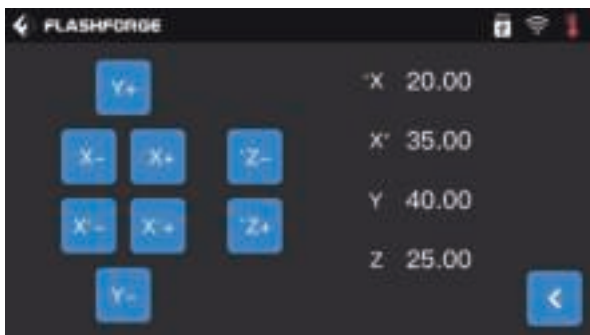 FLASHFORGE
Y+
'X 20.00
X- 'X+ 'Z-
X' 35.00
Y 40.00
X'- X'+ 'Z+
Z 25.00
Y-